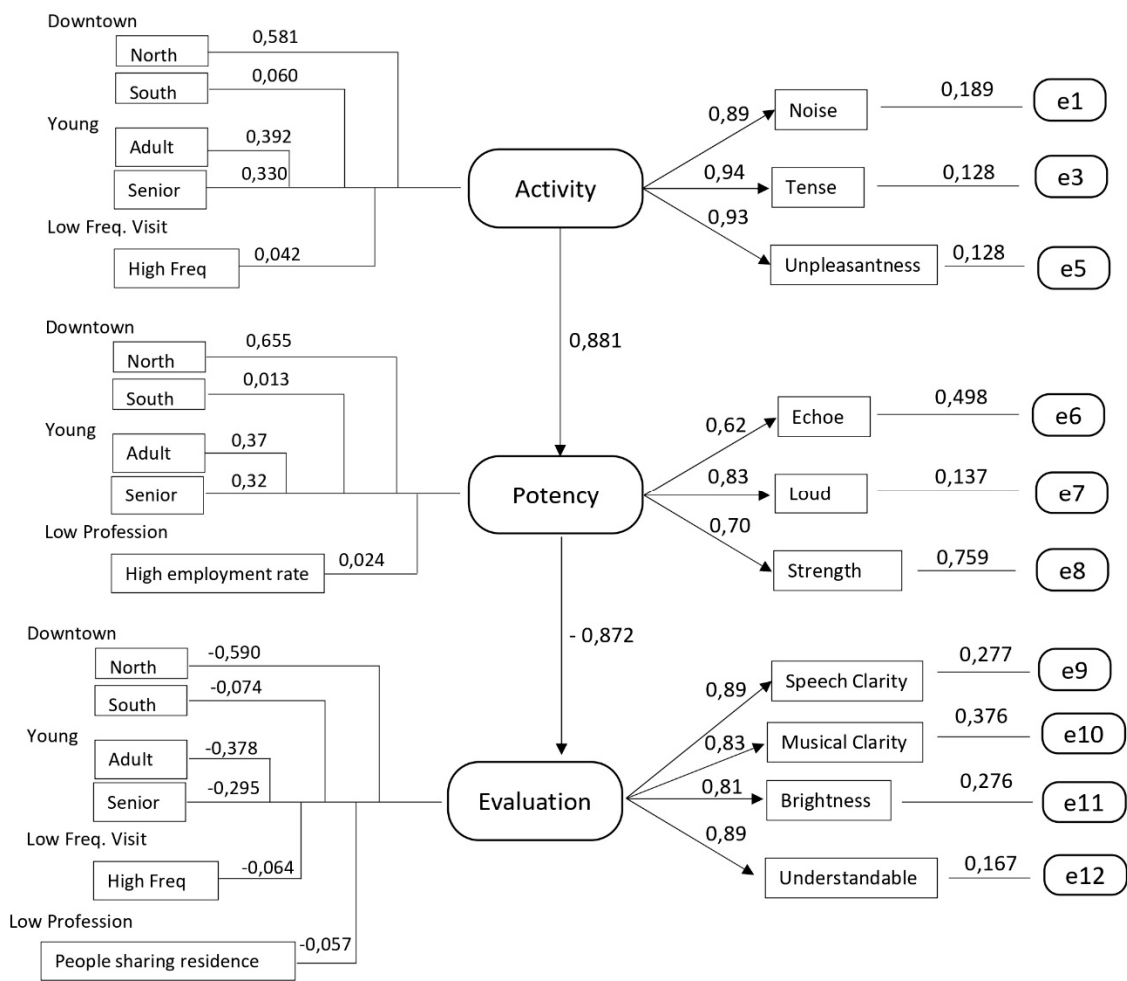 Downtown
North
0,581
South
0,060
Young
Adult
0,392
Senior
0,330
Low Freq. Visit
High Freq
0,042
Activity
0,89
Noise
0,189
e1
0,94
Tense
0,128
e3
0,93
Unpleasantness
0,128
e5
0,881
Downtown
North
0,655
South
0,013
Young
Adult
0,37
Senior
0,32
Low Profession
High employment rate
0,024
Potency
0,62
Echoe
0,498
e6
0,83
Loud
0,137
e7
0,70
Strength
0,759
e8
- 0,872
Downtown
North
-0,590
South
-0,074
Young
Adult
-0,378
Senior
-0,295
Low Freq. Visit
High Freq
-0,064
Low Profession
People sharing residence
-0,057
Evaluation
0,89
Speech Clarity
0,277
e9
0,83
Musical Clarity
0,376
e10
0,81
Brightness
0,276
e11
0,89
Understandable
0,167
e12